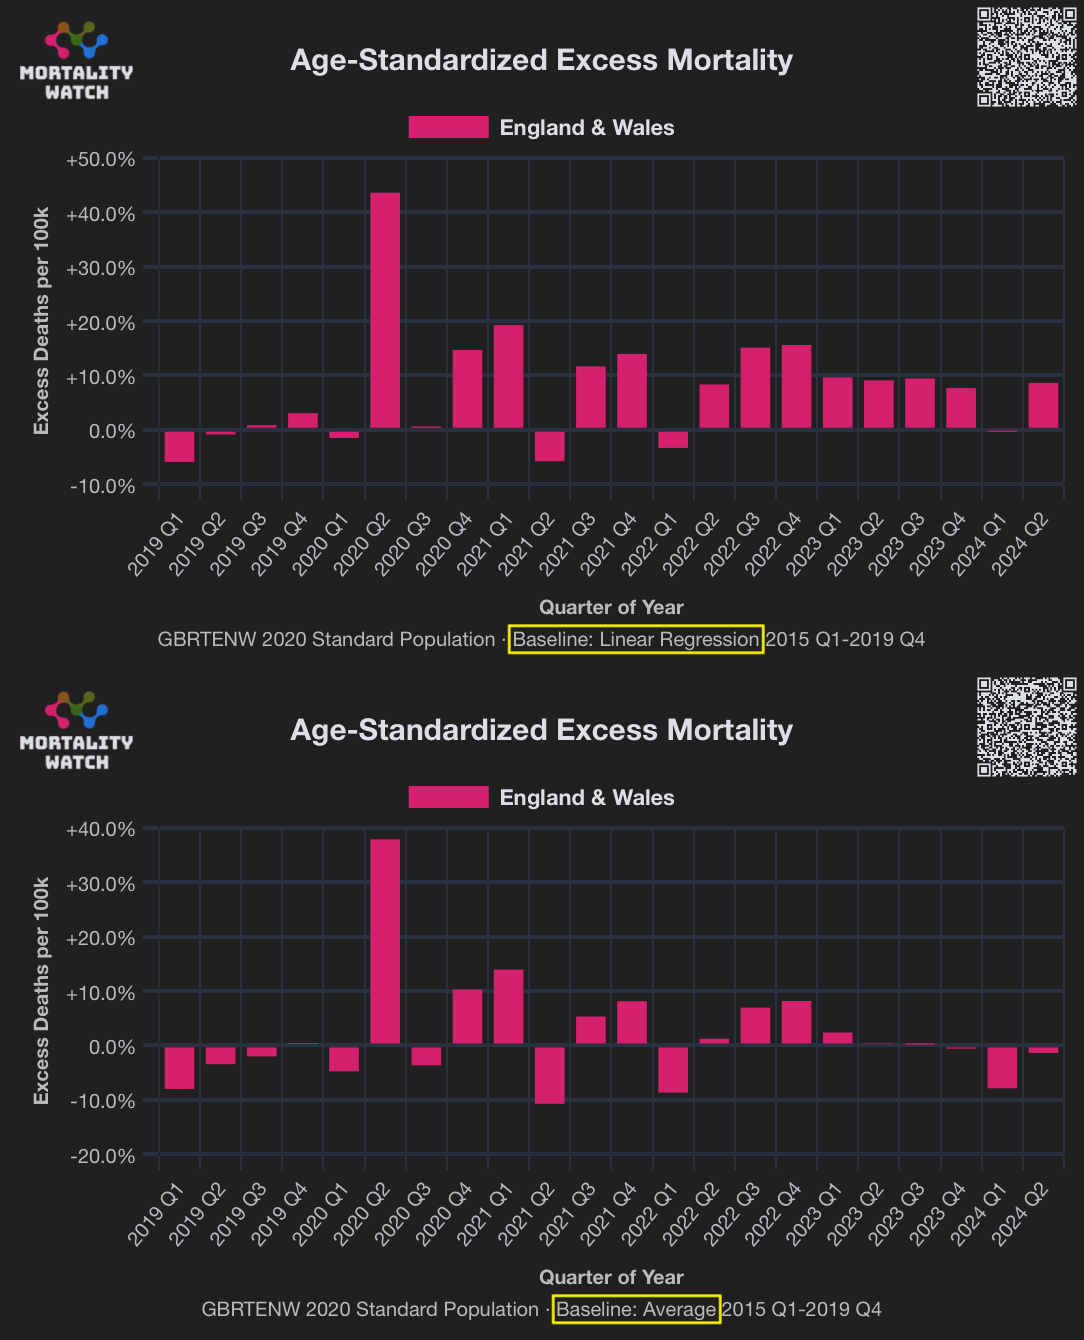 MORTALITY
WATCH
Age-Standardized Excess Mortality
England & Wales
Excess Deaths per 100k
+50.0%
+40.0%
+30.0%
+20.0%
+10.0%
0.0%
-10.0%
2019 Q1
2019 Q2
2019 Q3
2019 Q4
2020 Q1
2020 Q2
2020 Q3
2020 Q4
2021 Q1
2021 Q2
2021 Q3
2021 Q4
2022 Q1
2022 Q2
2022 Q3
2022 Q4
2023 Q1
2023 Q2
2023 Q3
2023 Q4
2024 Q1
2024 Q2
Quarter of Year
GBRTENW 2020 Standard Population · Baseline: Linear Regression 2015 Q1-2019 Q4
MORTALITY
WATCH
Age-Standardized Excess Mortality
England & Wales
Excess Deaths per 100k
+40.0%
+30.0%
+20.0%
+10.0%
0.0%
-10.0%
-20.0%
2019 Q1
2019 Q2
2019 Q3
2019 Q4
2020 Q1
2020 Q2
2020 Q3
2020 Q4
2021 Q1
2021 Q2
2021 Q3
2021 Q4
2022 Q1
2022 Q2
2022 Q3
2022 Q4
2023 Q1
2023 Q2
2023 Q3
2023 Q4
2024 Q1
2024 Q2
Quarter of Year
GBRTENW 2020 Standard Population · Baseline: Average 2015 Q1-2019 Q4